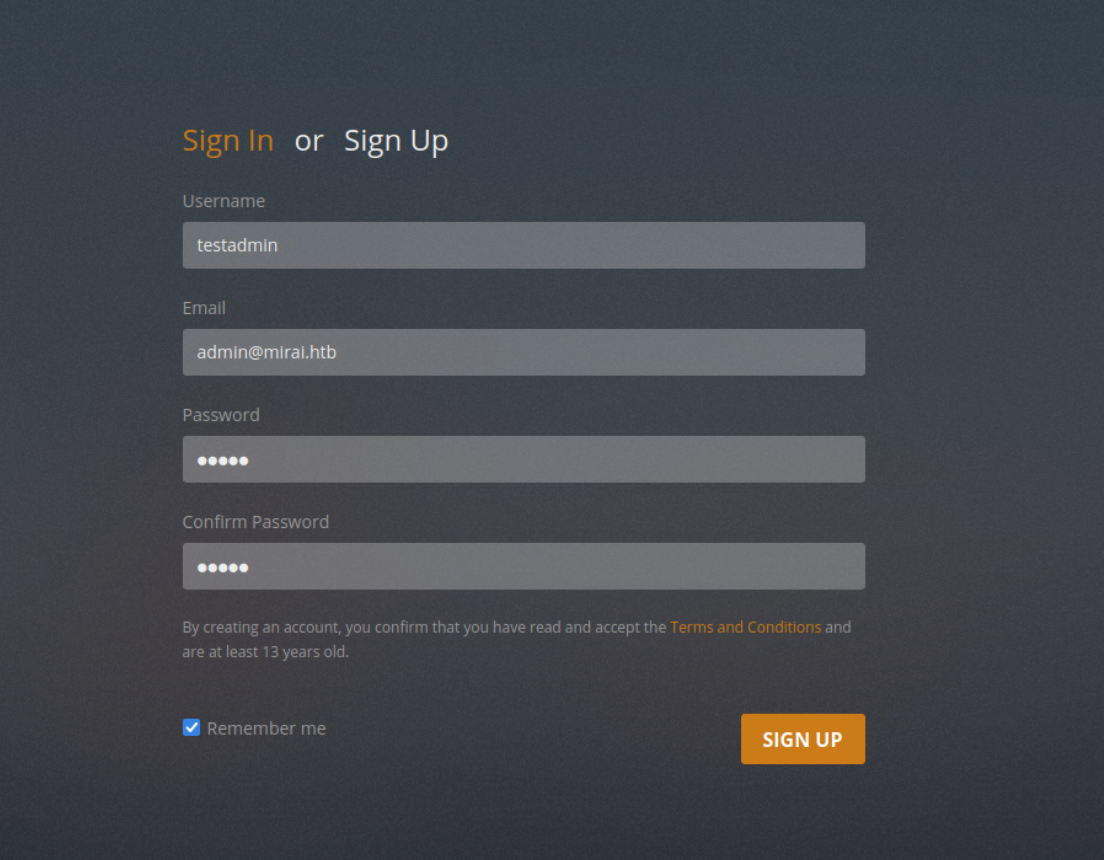 Sign In or Sign Up
Username
testadmin
Email
admin@mirai.htb
Password
●●●●●
Confirm Password
●●●●●
By creating an account, you confirm that you have read and accept the Terms and Conditions and
are at least 13 years old.
Remember me
SIGN UP